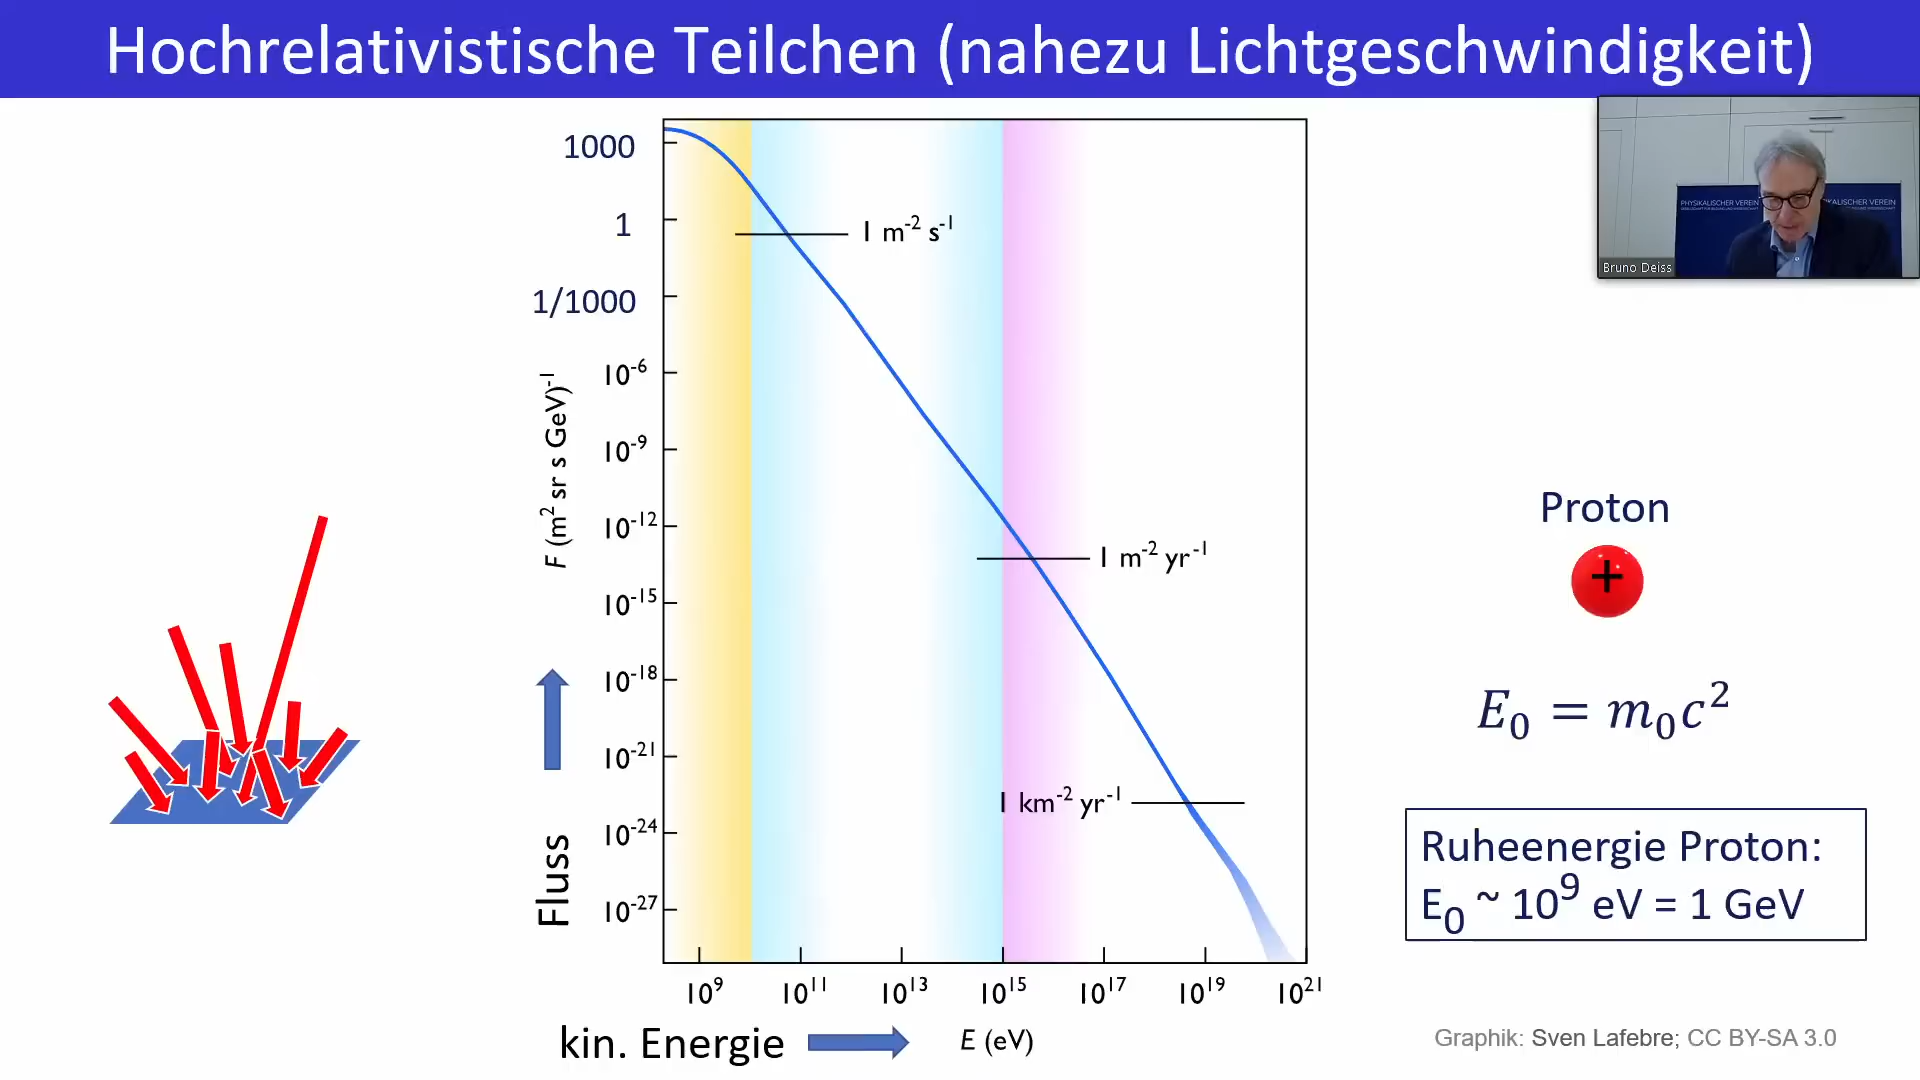 Hochrelativistische Teilchen (nahezu Lichtgeschwindigkeit)
PHYSIKALISCHER VEREIN
KALISCHER VEREIN
Bruno Deiss
1000
1
1/1000
10⁻⁶
10⁻⁹
10⁻¹²
10⁻¹⁵
10⁻¹⁸
10⁻²¹
10⁻²⁴
10⁻²⁷
F (m² sr s GeV)⁻¹
Fluss
1 m⁻² s⁻¹
1 m⁻² yr⁻¹
1 km⁻² yr⁻¹
10⁹ 10¹¹ 10¹³ 10¹⁵ 10¹⁷ 10¹⁹ 10²¹
kin. Energie
E (eV)
Proton
+
E₀ = m₀c²
Ruheenergie Proton:
E₀ ~ 10⁹ eV = 1 GeV
Graphik: Sven Lafebre; CC BY-SA 3.0